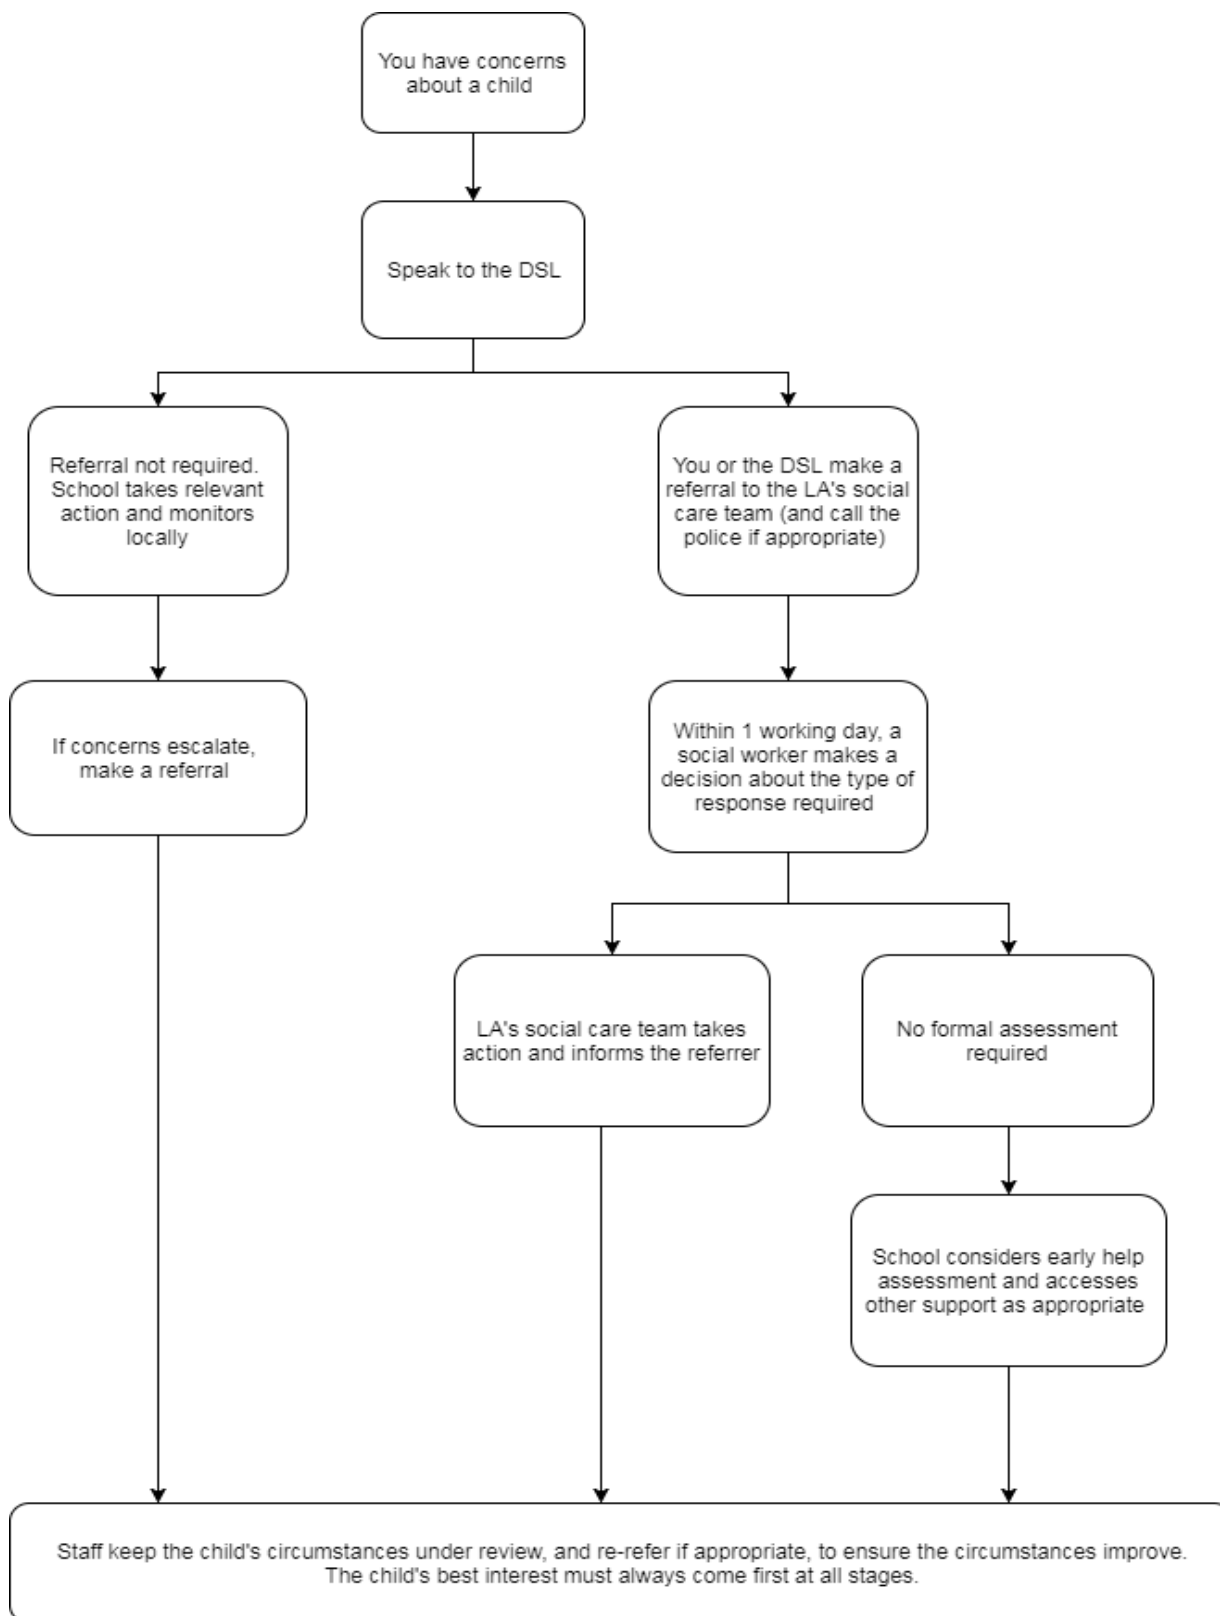 You have concerns
about a child
Speak to the DSL
Referral not required.
School takes relevant
action and monitors
locally
You or the DSL make a
referral to the LA's social
care team (and call the
police if appropriate)
If concerns escalate,
make a referral
Within 1 working day, a
social worker makes a
decision about the type of
response required
LA's social care team takes
action and informs the referrer
No formal assessment
required
School considers early help
assessment and accesses
other support as appropriate
Staff keep the child's circumstances under review, and re-refer if appropriate, to ensure the circumstances improve.
The child's best interest must always come first at all stages.